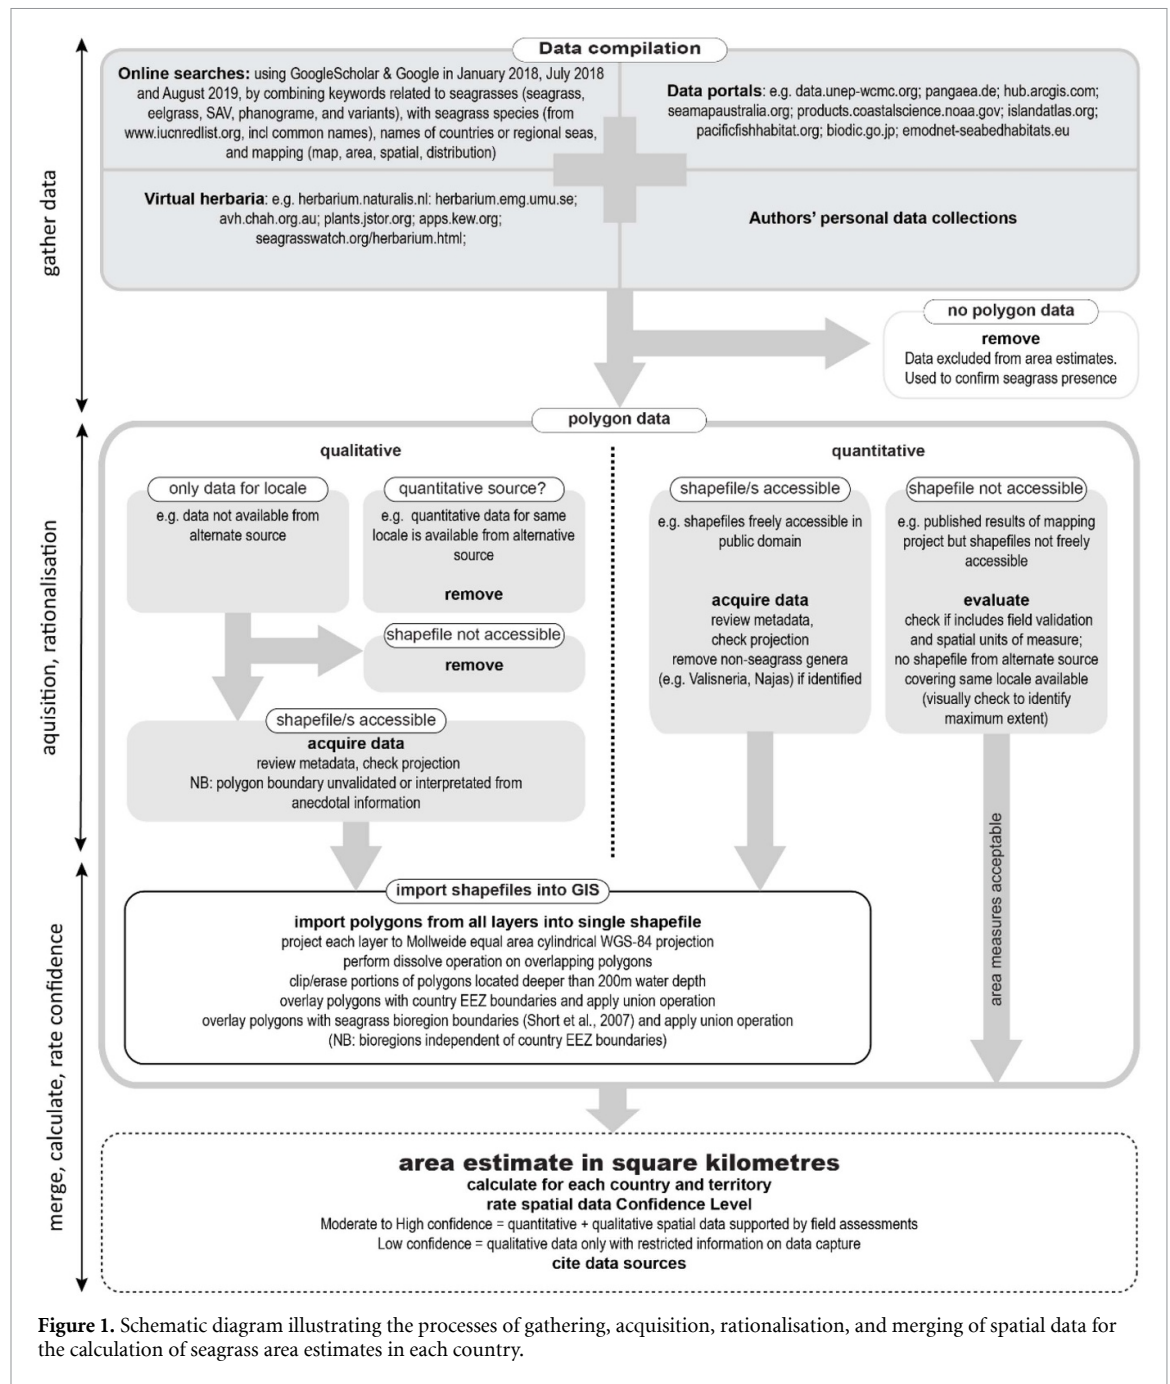 Data compilation
Online searches: using GoogleScholar & Google in January 2018, July 2018
and August 2019, by combining keywords related to seagrasses (seagrass,
eelgrass, SAV, phanograme, and variants), with seagrass species (from
www.iucnredlist.org, incl common names), names of countries or regional seas,
and mapping (map, area, spatial, distribution)
Data portals: e.g. data.unep-wcmc.org; pangaea.de; hub.arcgis.com;
seamapaustralia.org; products.coastalscience.noaa.gov; islandatlas.org;
pacificfishhabitat.org; biodic.go.jp; emodnet-seabedhabitats.eu
Virtual herbaria: e.g. herbarium.naturalis.nl: herbarium.emg.umu.se;
avh.chah.org.au; plants.jstor.org; apps.kew.org;
seagrasswatch.org/herbarium.html;
Authors' personal data collections
gather data
no polygon data
remove
Data excluded from area estimates.
Used to confirm seagrass presence
polygon data
qualitative
quantitative
only data for locale
e.g. data not available from
alternate source
quantitative source?
e.g. quantitative data for same
locale is available from alternative
source
remove
shapefile not accessible
remove
shapefile/s accessible
acquire data
review metadata, check projection
NB: polygon boundary unvalidated or interpretated from
anecdotal information
shapefile/s accessible
e.g. shapefiles freely accessible in
public domain
acquire data
review metadata,
check projection
remove non-seagrass genera
(e.g. Valisneria, Najas) if identified
shapefile not accessible
e.g. published results of mapping
project but shapefiles not freely
accessible
evaluate
check if includes field validation
and spatial units of measure;
no shapefile from alternate source
covering same locale available
(visually check to identify
maximum extent)
aquisition, rationalisation
area measures acceptable
import shapefiles into GIS
import polygons from all layers into single shapefile
project each layer to Mollweide equal area cylindrical WGS-84 projection
perform dissolve operation on overlapping polygons
clip/erase portions of polygons located deeper than 200m water depth
overlay polygons with country EEZ boundaries and apply union operation
overlay polygons with seagrass bioregion boundaries (Short et al., 2007) and apply union operation
(NB: bioregions independent of country EEZ boundaries)
merge, calculate, rate confidence
area estimate in square kilometres
calculate for each country and territory
rate spatial data Confidence Level
Moderate to High confidence = quantitative + qualitative spatial data supported by field assessments
Low confidence = qualitative data only with restricted information on data capture
cite data sources
Figure 1. Schematic diagram illustrating the processes of gathering, acquisition, rationalisation, and merging of spatial data for
the calculation of seagrass area estimates in each country.